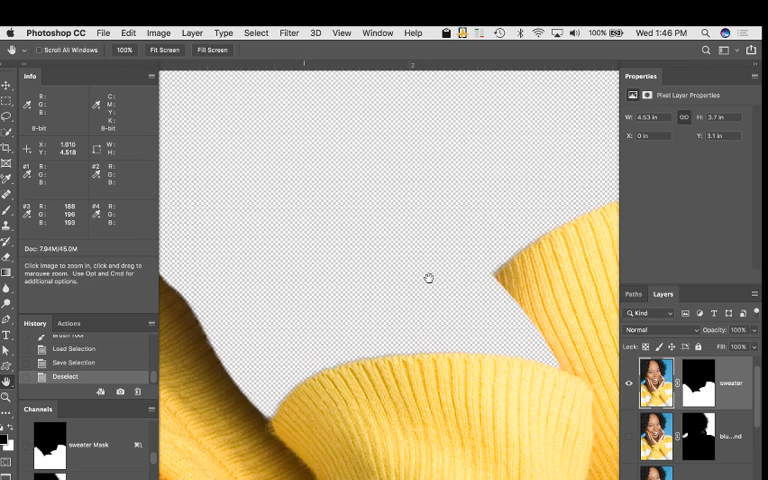 Photoshop CC File Edit Image Layer Type Select Filter 3D View Window Help 100% Wed 1:46 PM
Scroll All Windows 100% Fit Screen Fill Screen
Info
R: C:
G: M:
B: Y:
K:
8-bit 8-bit
X: 1.610 W:
Y: 4.518 H:
#1 R: #2 R:
G: G:
B: B:
#3 R: 188 #4 R:
G: 196 G:
B: 193 B:
Doc: 7.94M/45.0M
Click image to zoom in, or click and drag to
marquee zoom. Use Opt and Cmd for
additional options.
History Actions
Load Selection
Save Selection
Deselect
Channels
sweater Mask
2
Properties
Pixel Layer Properties
W: 4.53 in H: 3.7 in
X: 0 in Y: 3.1 in
Paths Layers
Kind
Normal Opacity: 100%
Lock: Fill: 100%
sweater
blu...nd